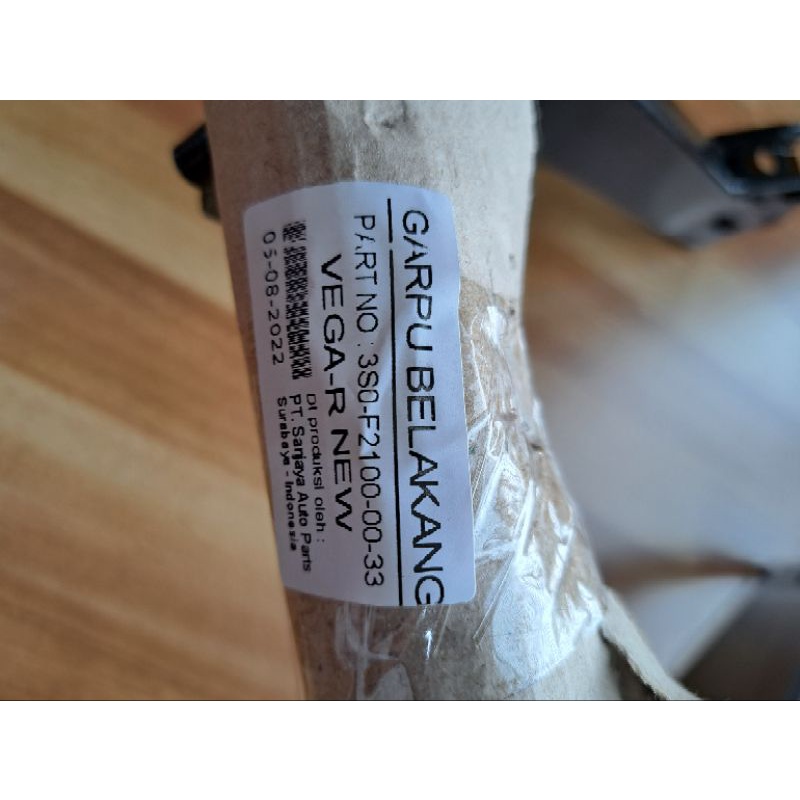 GARPU BELAKANG
PART NO : 3S0-F2100-00-33
VEGA-R NEW
Di produksi oleh :
PT. Sanjaya Auto Parts
Surabaya - Indonesia
05-08-2022